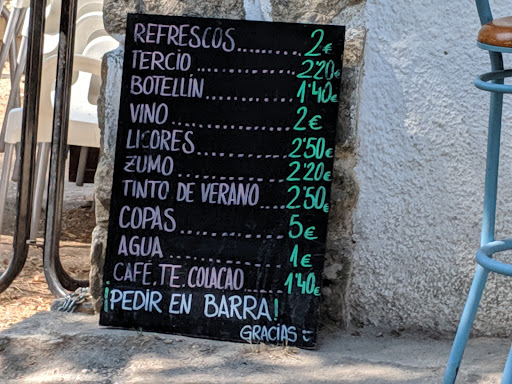 REFRESCOS........... 2€
TERCIO ............... 2'20€
BOTELLÍN ............. 1'40€
VINO .................. 2€
LICORES .............. 2'50€
ZUMO ................. 2'20€
TINTO DE VERANO..... 2'50€
COPAS ................ 5€
AGUA ................. 1€
CAFÉ, TE, COLACAO ..... 1'40€
¡PEDIR EN BARRA!
GRACIAS :)